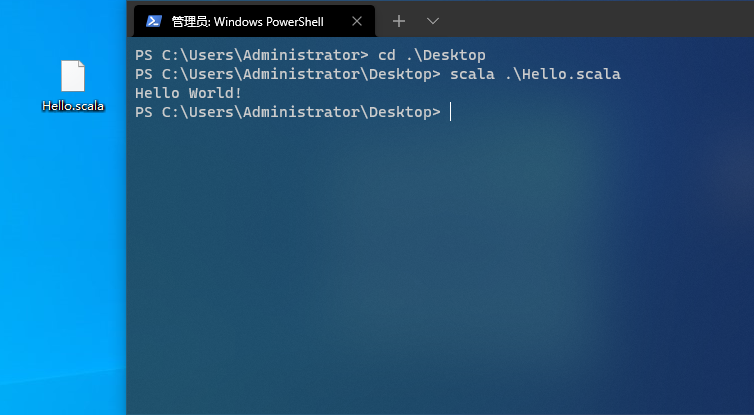 管理员: Windows PowerShell
Hello.scala
PS C:\Users\Administrator> cd .\Desktop
PS C:\Users\Administrator\Desktop> scala .\Hello.scala
Hello World!
PS C:\Users\Administrator\Desktop>